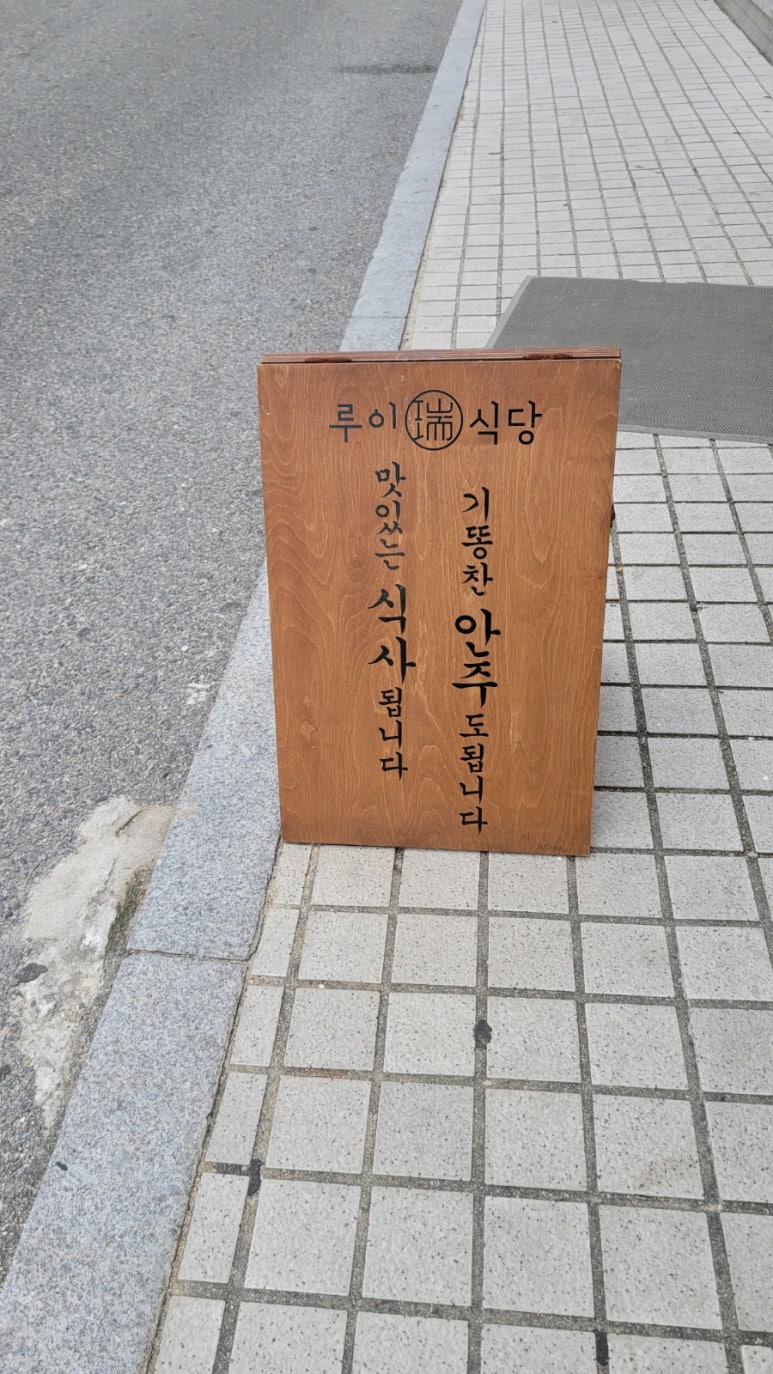 루이 瑞 식당
맛있는 식사 됩니다
기똥찬 안주도 됩니다